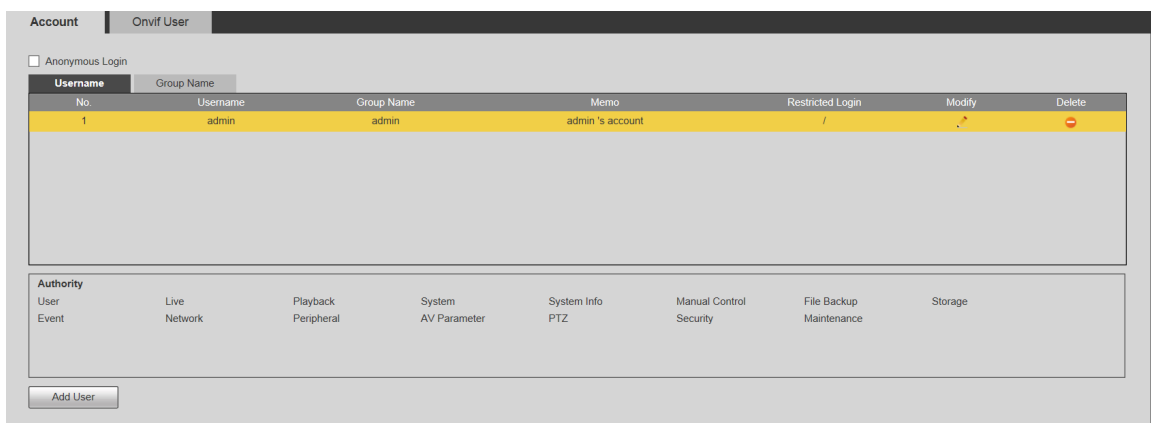 Account Onvif User
Anonymous Login
Username Group Name
No. Username Group Name Memo Restricted Login Modify Delete
1 admin admin admin 's account /
Authority
User Live Playback System System Info Manual Control File Backup Storage
Event Network Peripheral AV Parameter PTZ Security Maintenance
Add User